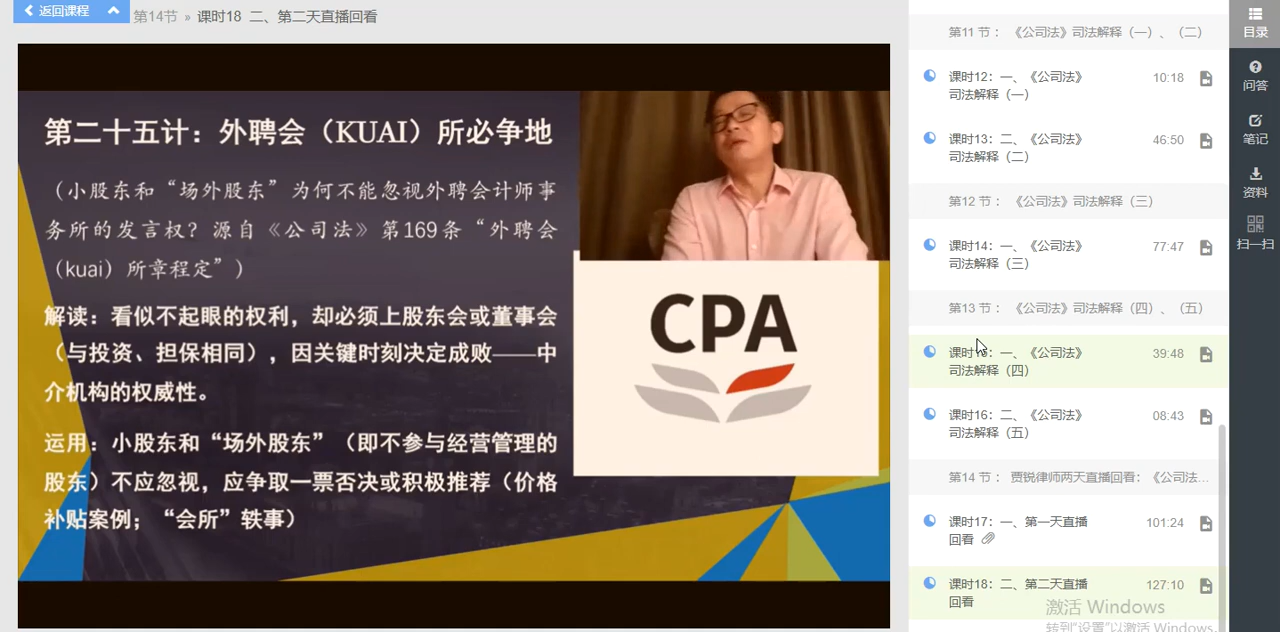 返回课程
第14节 » 课时18 二、第二天直播回看
第二十五计：外聘会（KUAI）所必争地
（小股东和“场外股东”为何不能忽视外聘会计师事
务所的发言权？源自《公司法》第169条“外聘会
（kuai）所章程定”）
解读：看似不起眼的权利，却必须上股东会或董事会
（与投资、担保相同），因关键时刻决定成败——中
介机构的权威性。
运用：小股东和“场外股东”（即不参与经营管理的
股东）不应忽视，应争取一票否决或积极推荐（价格
补贴案例；“会所”轶事）
CPA
第11节： 《公司法》司法解释（一）、（二）
课时12：一、《公司法》 10:18
司法解释（一）
课时13：二、《公司法》 46:50
司法解释（二）
第12节： 《公司法》司法解释（三）
课时14：一、《公司法》 77:47
司法解释（三）
第13节： 《公司法》司法解释（四）、（五）
课时 ：一、《公司法》 39:48
司法解释（四）
课时16：二、《公司法》 08:43
司法解释（五）
第14节： 贾锐律师两天直播回看：《公司法...
课时17：一、第一天直播 101:24
回看
课时18：二、第二天直播 127:10
回看
目录
问答
笔记
资料
扫一扫
激活 Windows
转到“设置”以激活 Windows。